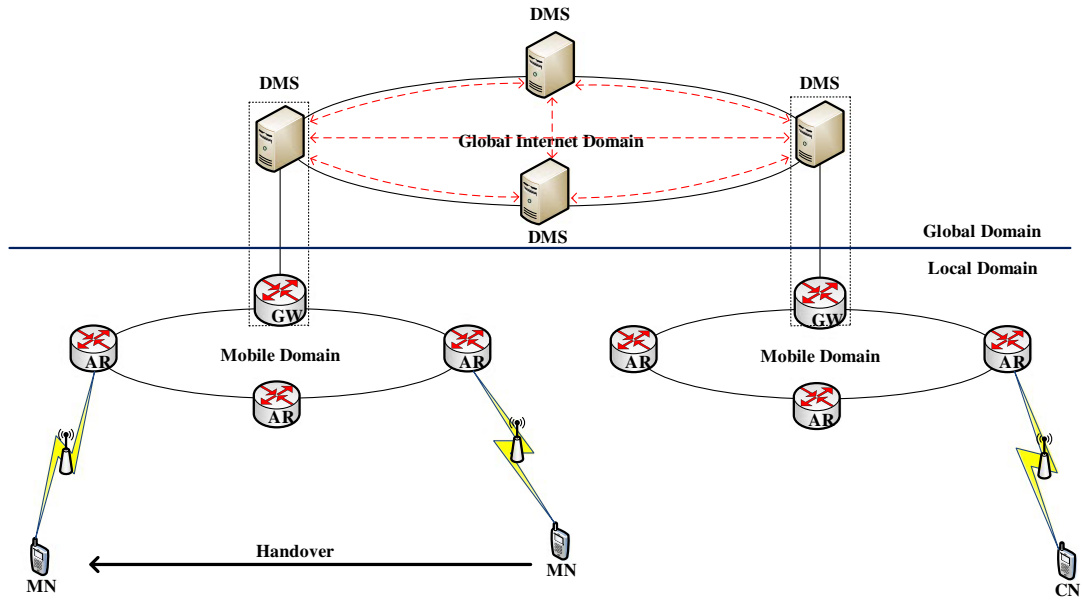 DMS
DMS
DMS
Global Internet Domain
DMS
Global Domain
Local Domain
GW
GW
AR
Mobile Domain
AR
AR
Mobile Domain
AR
AR
AR
Handover
MN
MN
CN